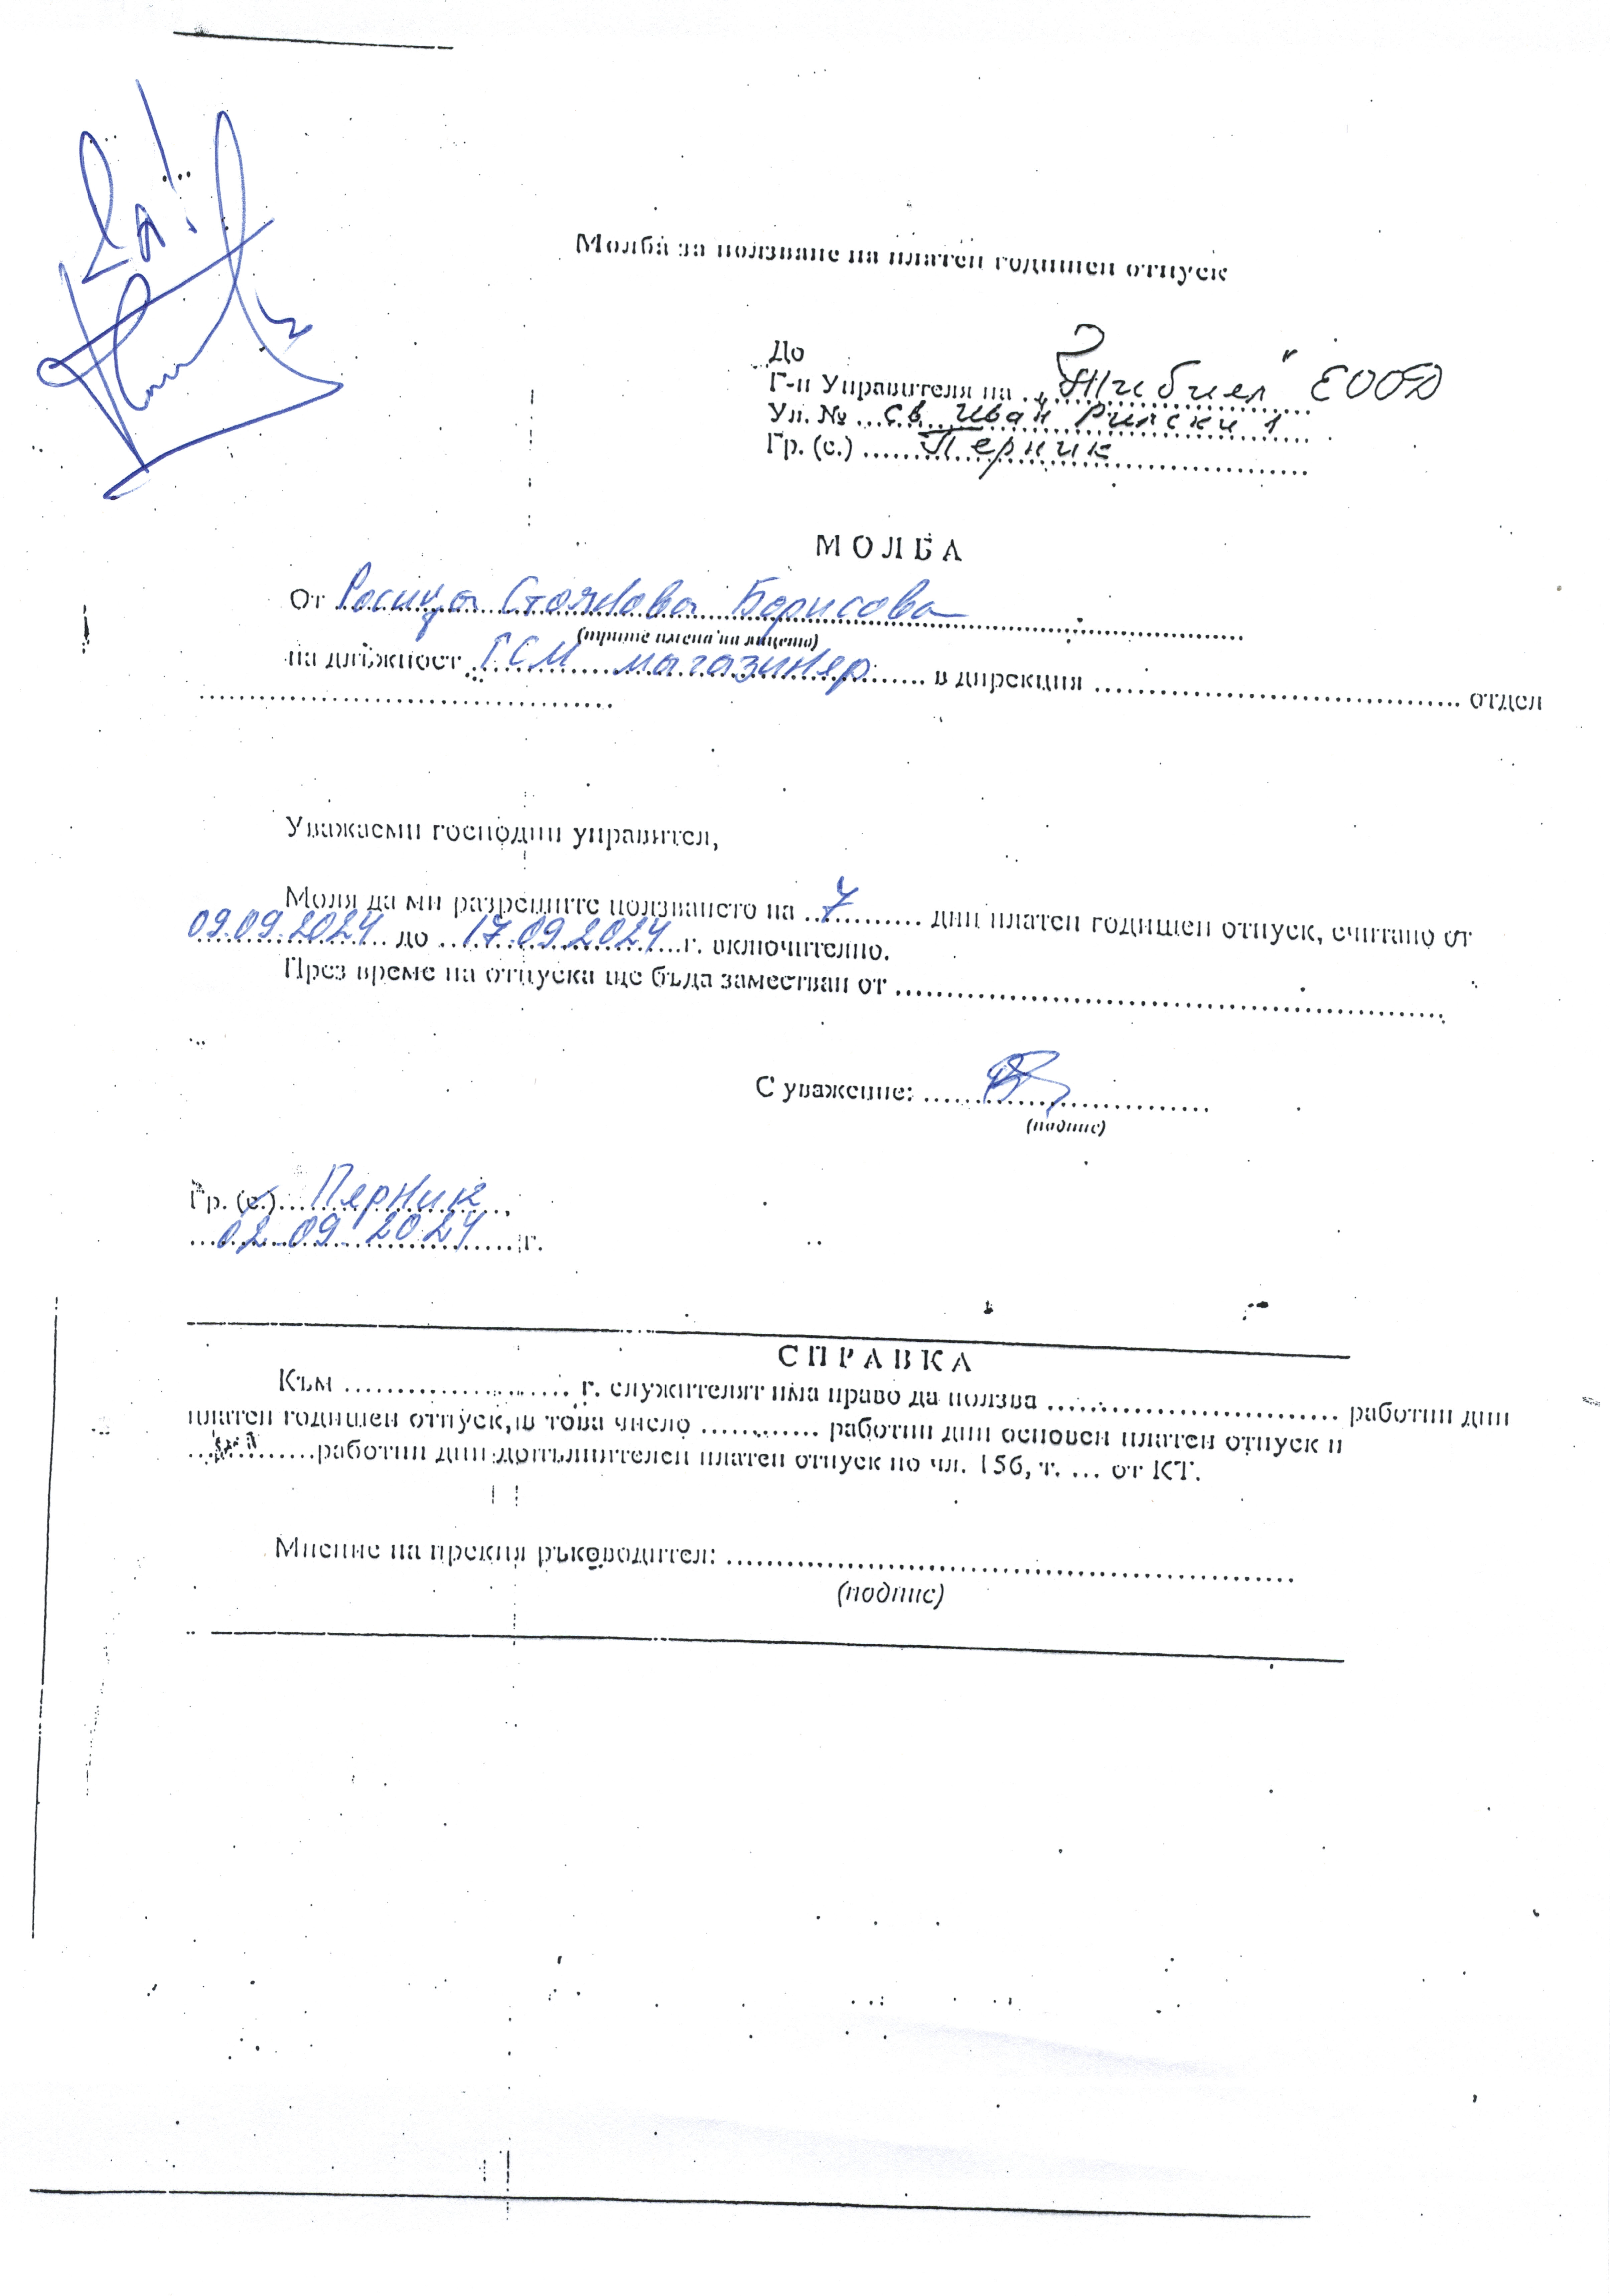 Да!
Молба за ползване на платен годишен отпуск
До
Г-н Управителя на „ ” ЕООД
Ул. № Св. Иван Рилски 1
Гр. (с.) Перник
МОЛБА
От Росица Стоянова Борисова
(трите имена на лицето)
на длъжност ГСМ магазинер в дирекция .................................... отдел
........................................
Уважаеми господин управител,
Моля да ми разрешите ползването на 7 дни платен годишен отпуск, считано от
09.09.2024 до 17.09.2024 г. включително.
През време на отпуска ще бъда заместван от ........................................................
С уважение: ............................
(подпис)
Гр. (с.) Перник,
02.09.2024 г.
СПРАВКА
Към ...................... г. служителят има право да ползва ............................ работни дни
платен годишен отпуск, в това число ............ работни дни основен платен отпуск и
............работни дни допълнителен платен отпуск по чл. 156, т. ... от КТ.
Мнение на прекия ръководител: ........................................................
(подпис)